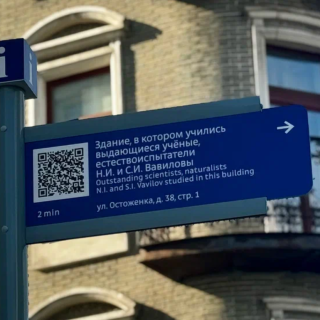 i
Здание, в котором учились
выдающиеся учёные,
естествоиспытатели
Н.И. и С.И. Вавиловы
Outstanding scientists, naturalists
N.I. and S.I. Vavilov studied in this building
2 min
ул. Остоженка, д. 38, стр. 1